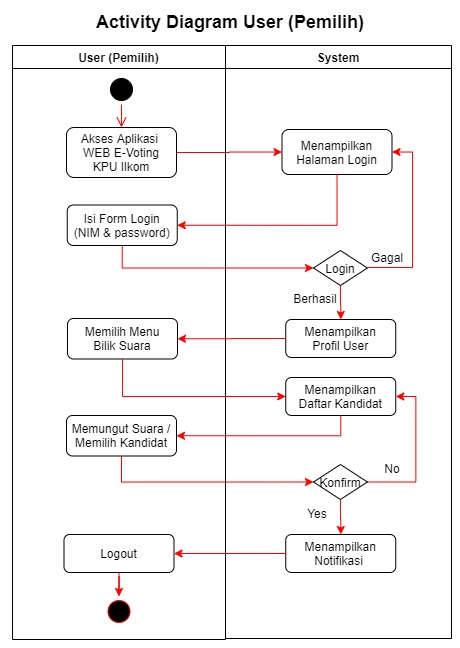 Activity Diagram User (Pemilih)
User (Pemilih)
System
Akses Aplikasi
WEB E-Voting
KPU Ilkom
Menampilkan
Halaman Login
Isi Form Login
(NIM & password)
Login
Gagal
Berhasil
Memilih Menu
Bilik Suara
Menampilkan
Profil User
Menampilkan
Daftar Kandidat
Memungut Suara /
Memilih Kandidat
Konfirm
No
Yes
Logout
Menampilkan
Notifikasi